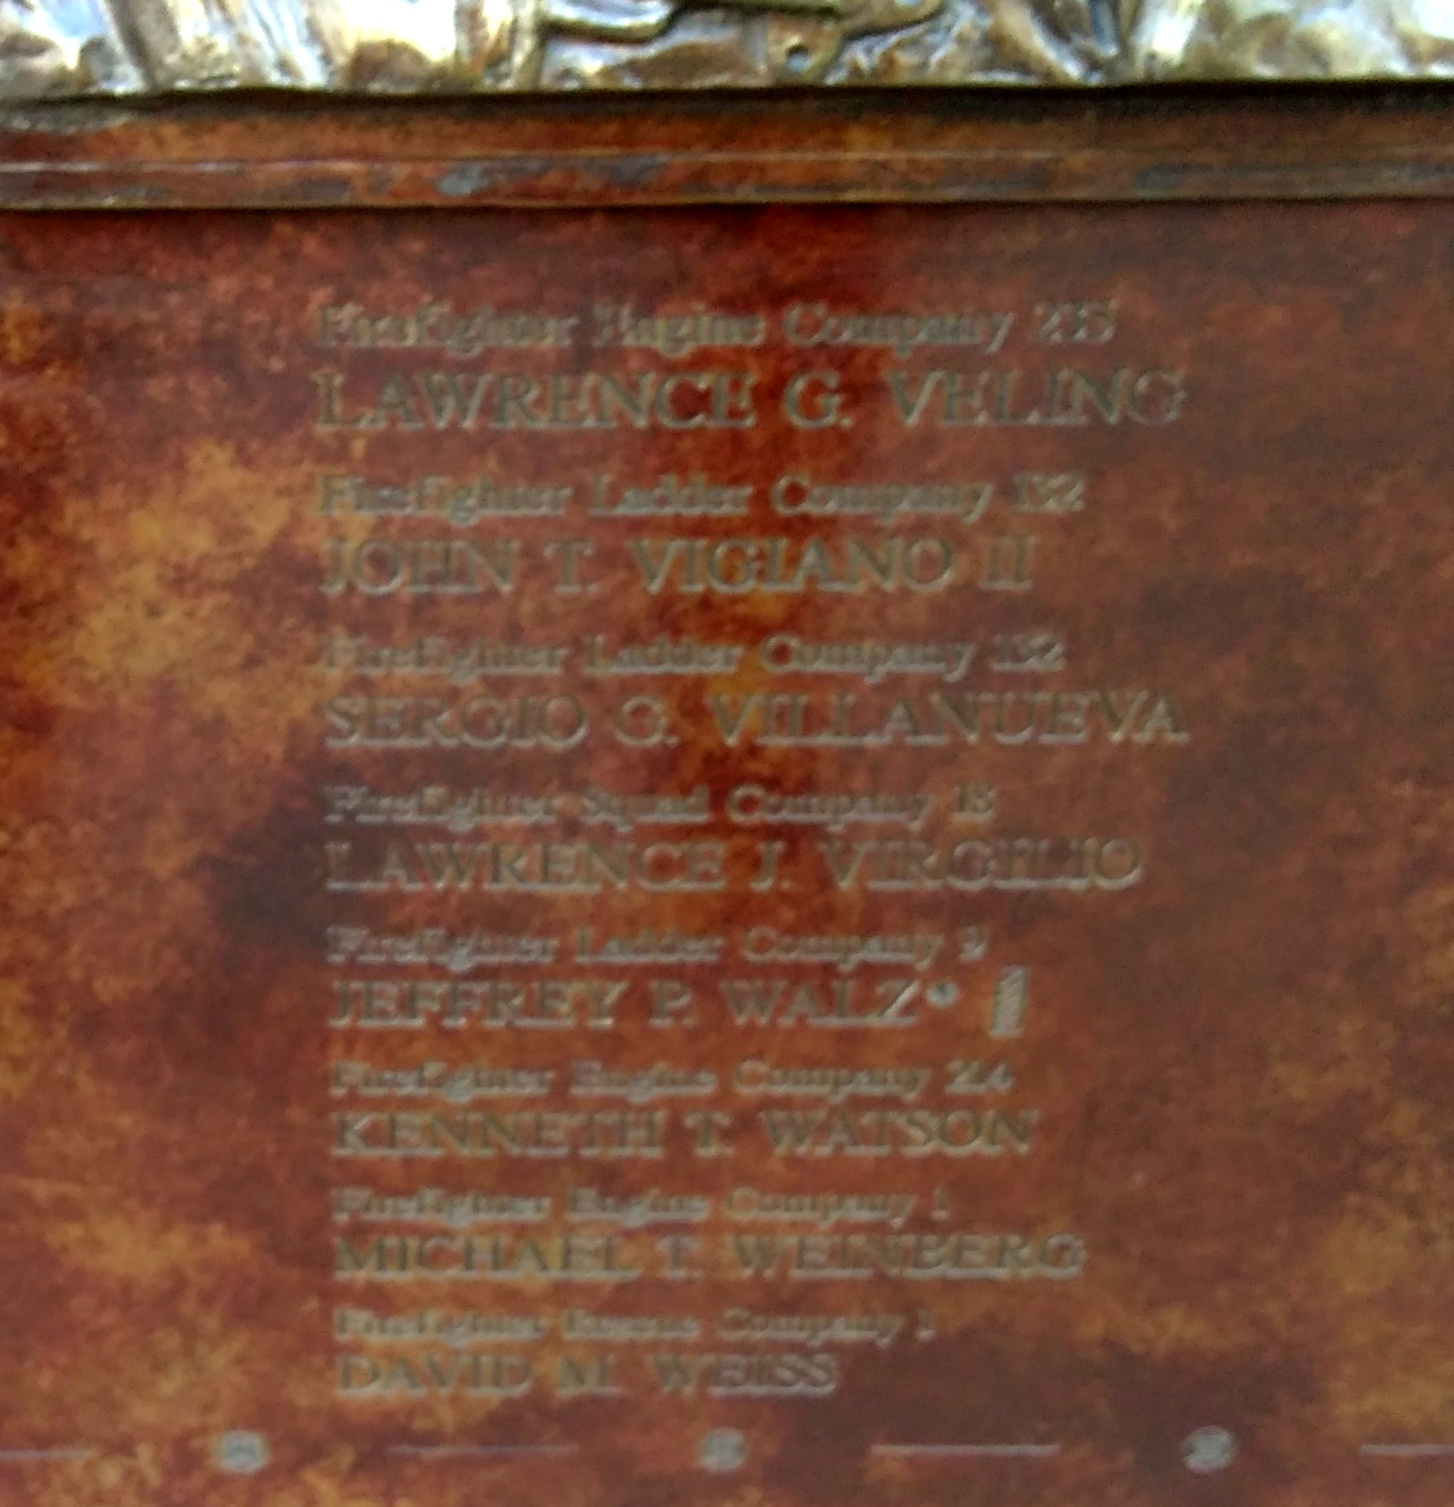 Firefighter Engine Company 235
LAWRENCE G. VELING
Firefighter Ladder Company 132
JOHN T. VIGIANO II
Firefighter Ladder Company 132
SERGIO G. VILLANUEVA
Firefighter Squad Company 18
LAWRENCE J. VIRGILIO
Firefighter Ladder Company 9
JEFFREY P. WALZ*
Firefighter Engine Company 214
KENNETH T. WATSON
Firefighter Engine Company 1
MICHAEL T. WEINBERG
Firefighter Rescue Company 1
DAVID M. WEISS